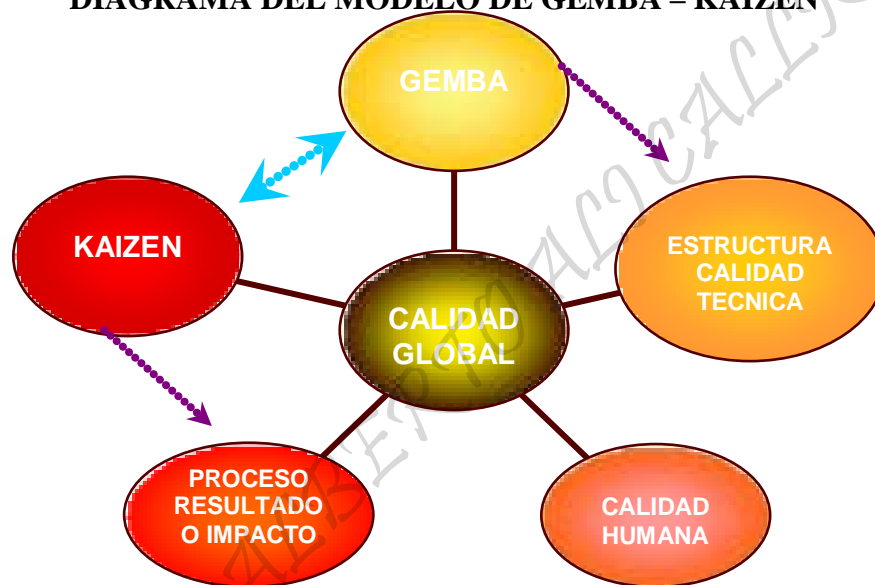 DIAGRAMA DEL MODELO DE GEMBA – KAIZEN
GEMBA
KAIZEN
ESTRUCTURA
CALIDAD
TECNICA
CALIDAD
GLOBAL
PROCESO
RESULTADO
O IMPACTO
CALIDAD
HUMANA